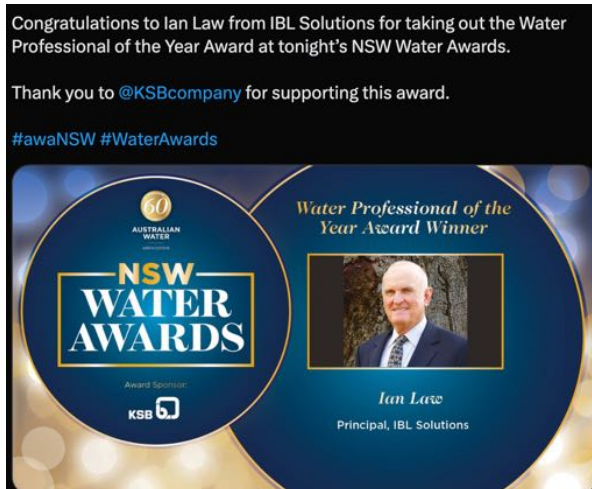 Congratulations to Ian Law from IBL Solutions for taking out the Water
Professional of the Year Award at tonight's NSW Water Awards.
Thank you to @KSBcompany for supporting this award.
#awaNSW #WaterAwards
60
AUSTRALIAN
WATER
ASSOCIATION
NSW
WATER
AWARDS
Award Sponsor:
KSB
Water Professional of the
Year Award Winner
Ian Law
Principal, IBL Solutions